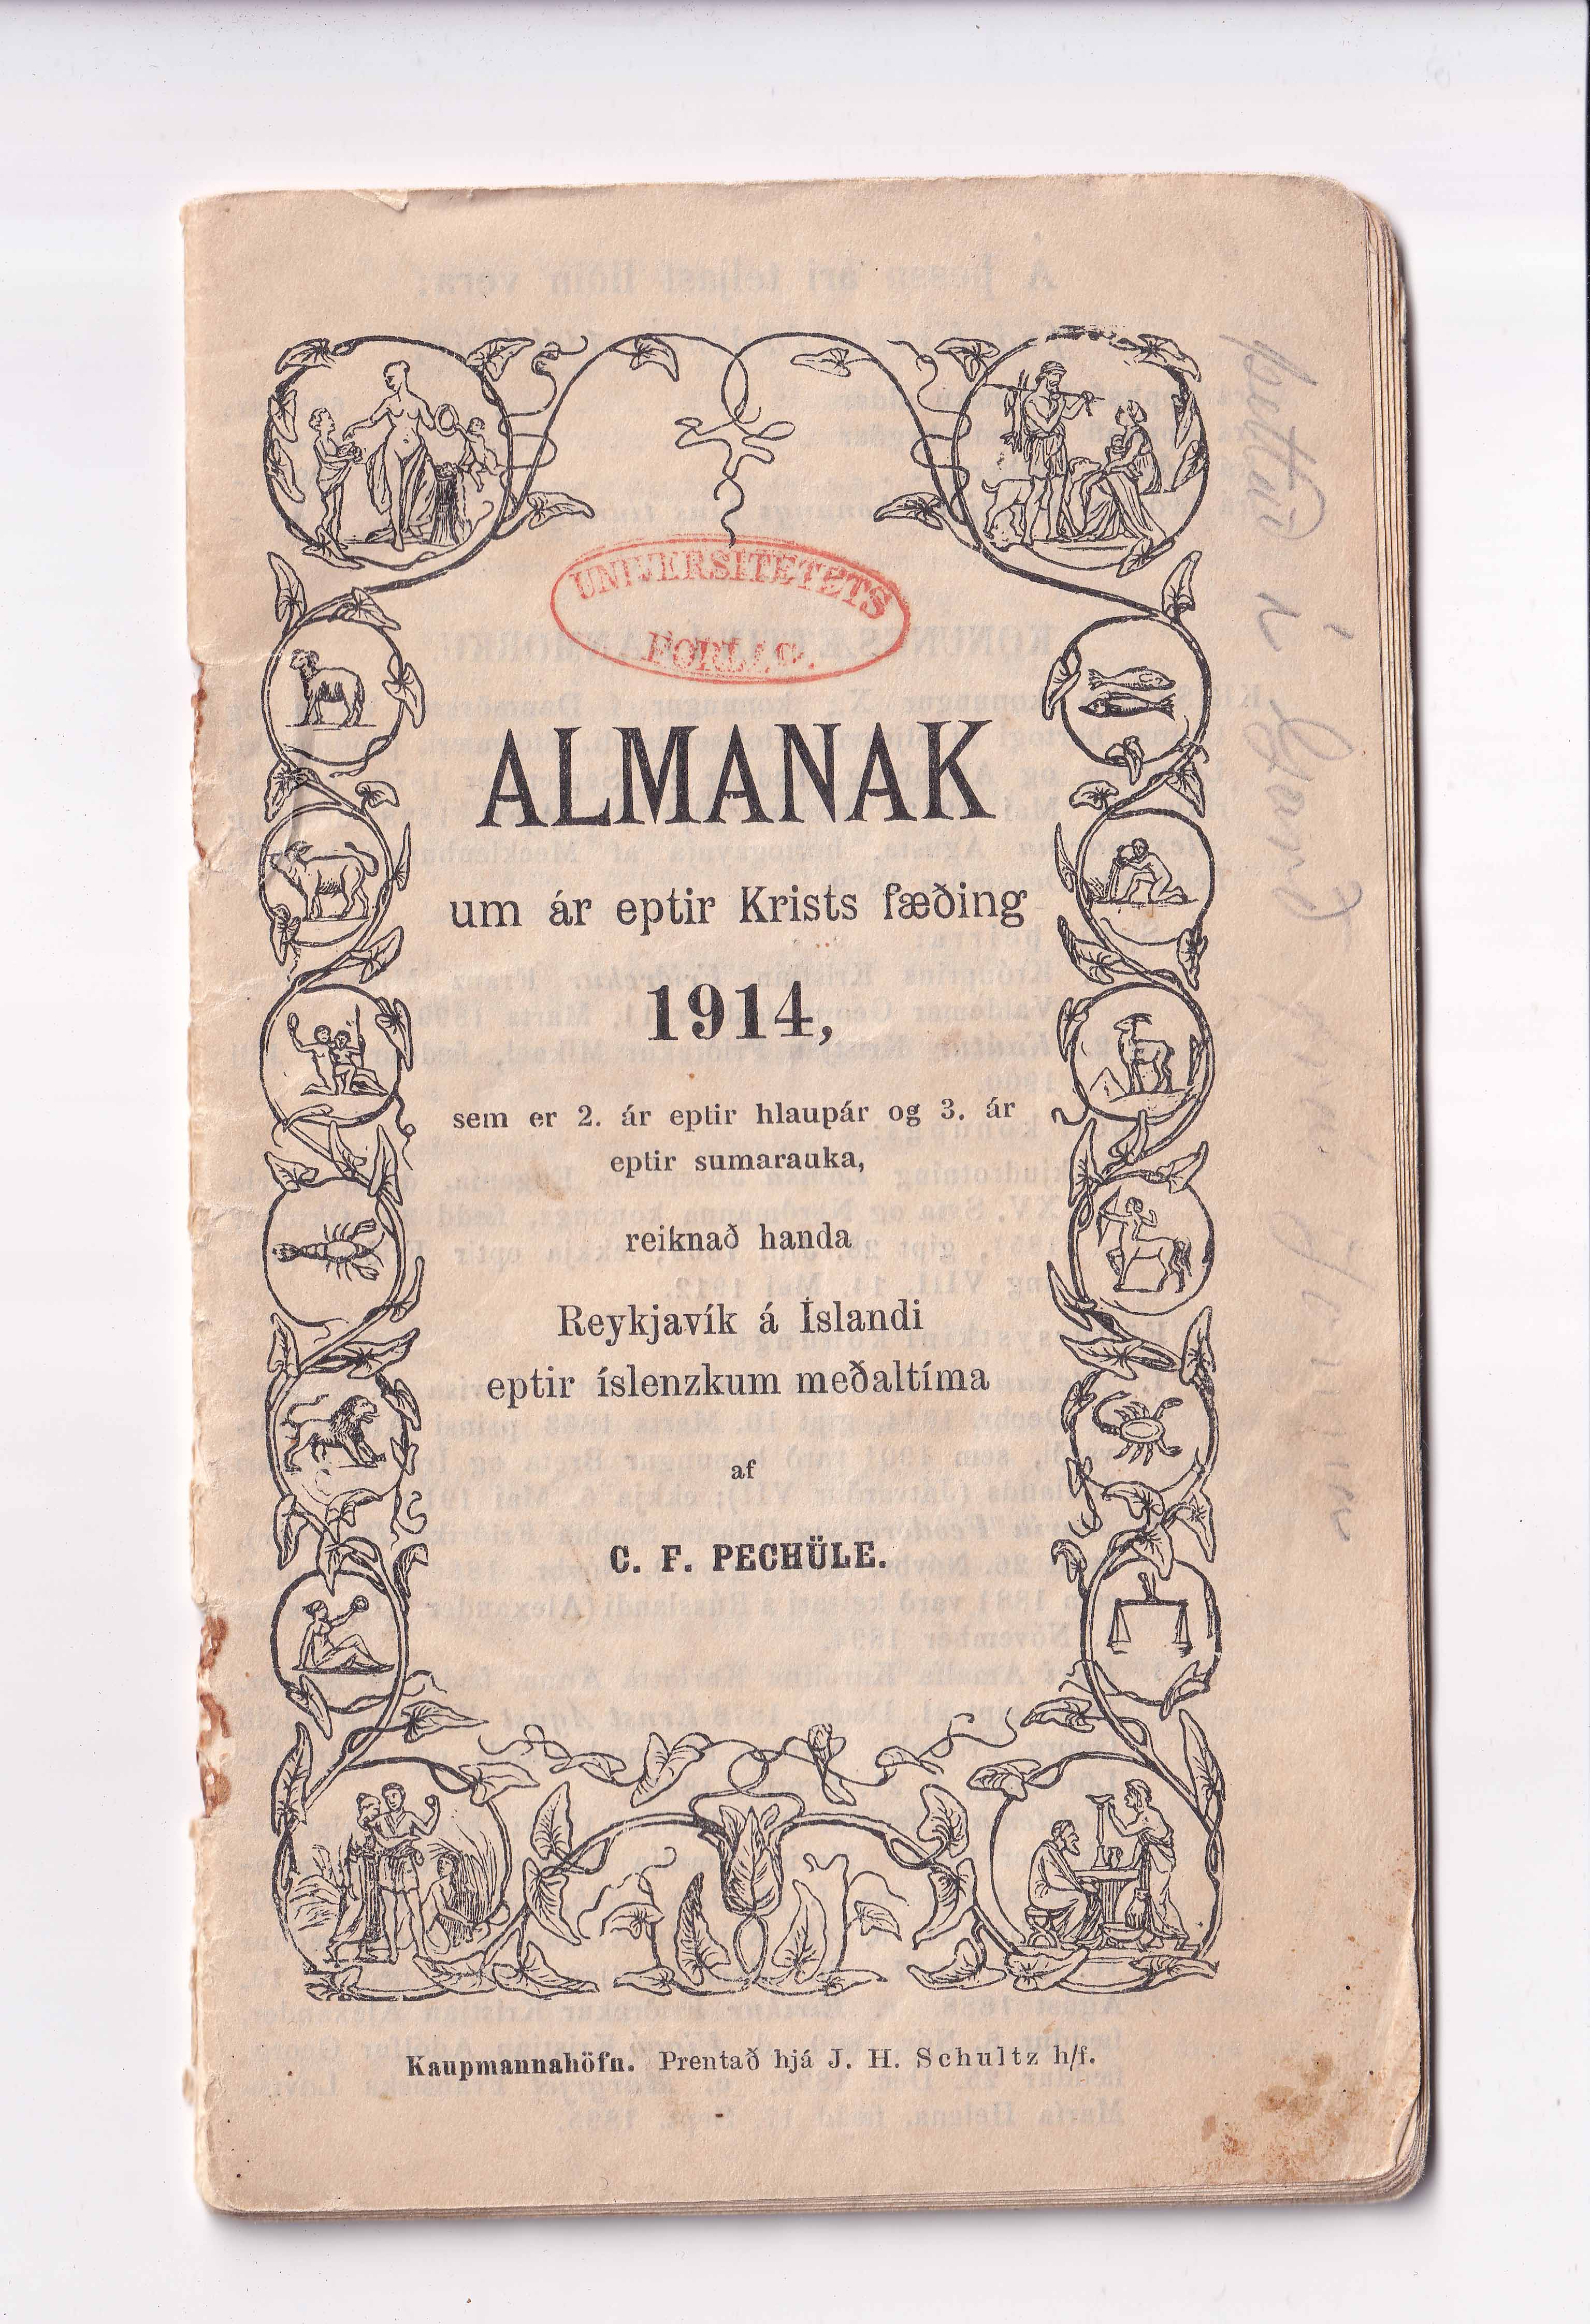 UNIVERSITETS
FORLAG.
ALMANAK
um ár eptir Krists fæðing
1914,
sem er 2. ár eptir hlaupár og 3. ár
eptir sumarauka,
reiknað handa
Reykjavík á Íslandi
eptir íslenzkum meðaltíma
af
C. F. PECHÜLE.
Kaupmannahöfn. Prentað hjá J. H. Schultz h/f.